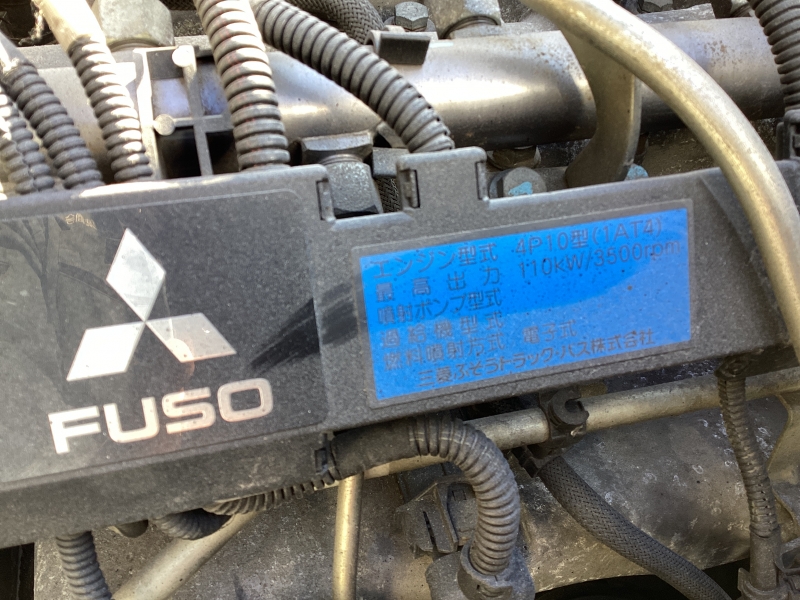 FUSO
エンジン型式 4P10型(1AT4)
最高出力 110kW/3500rpm
噴射ポンプ型式
過給機型式
燃料噴射方式 電子式
三菱ふそうトラック・バス株式会社